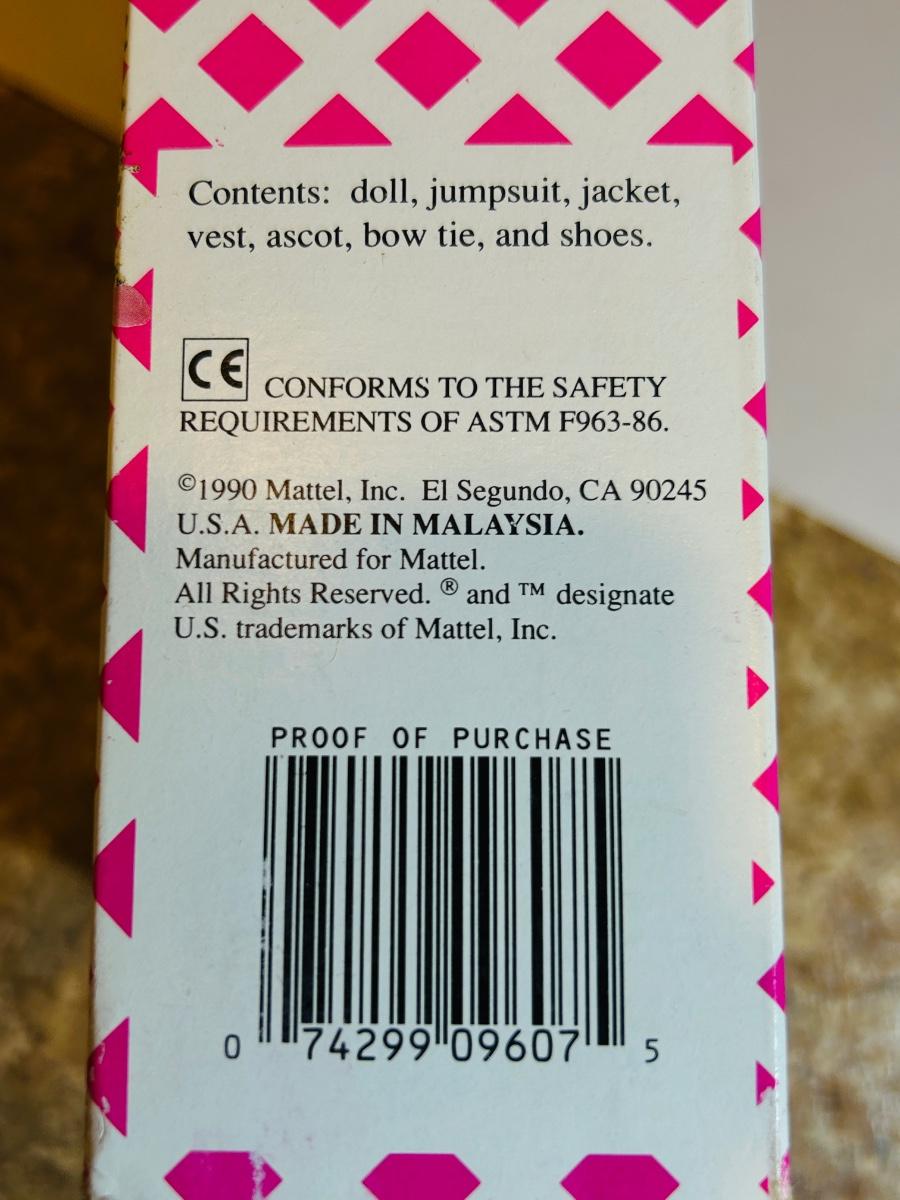 Contents: doll, jumpsuit, jacket,
vest, ascot, bow tie, and shoes.
CE CONFORMS TO THE SAFETY
REQUIREMENTS OF ASTM F963-86.
©1990 Mattel, Inc. El Segundo, CA 90245
U.S.A. MADE IN MALAYSIA.
Manufactured for Mattel.
All Rights Reserved. ® and ™ designate
U.S. trademarks of Mattel, Inc.
PROOF OF PURCHASE
0 74299 09607 5